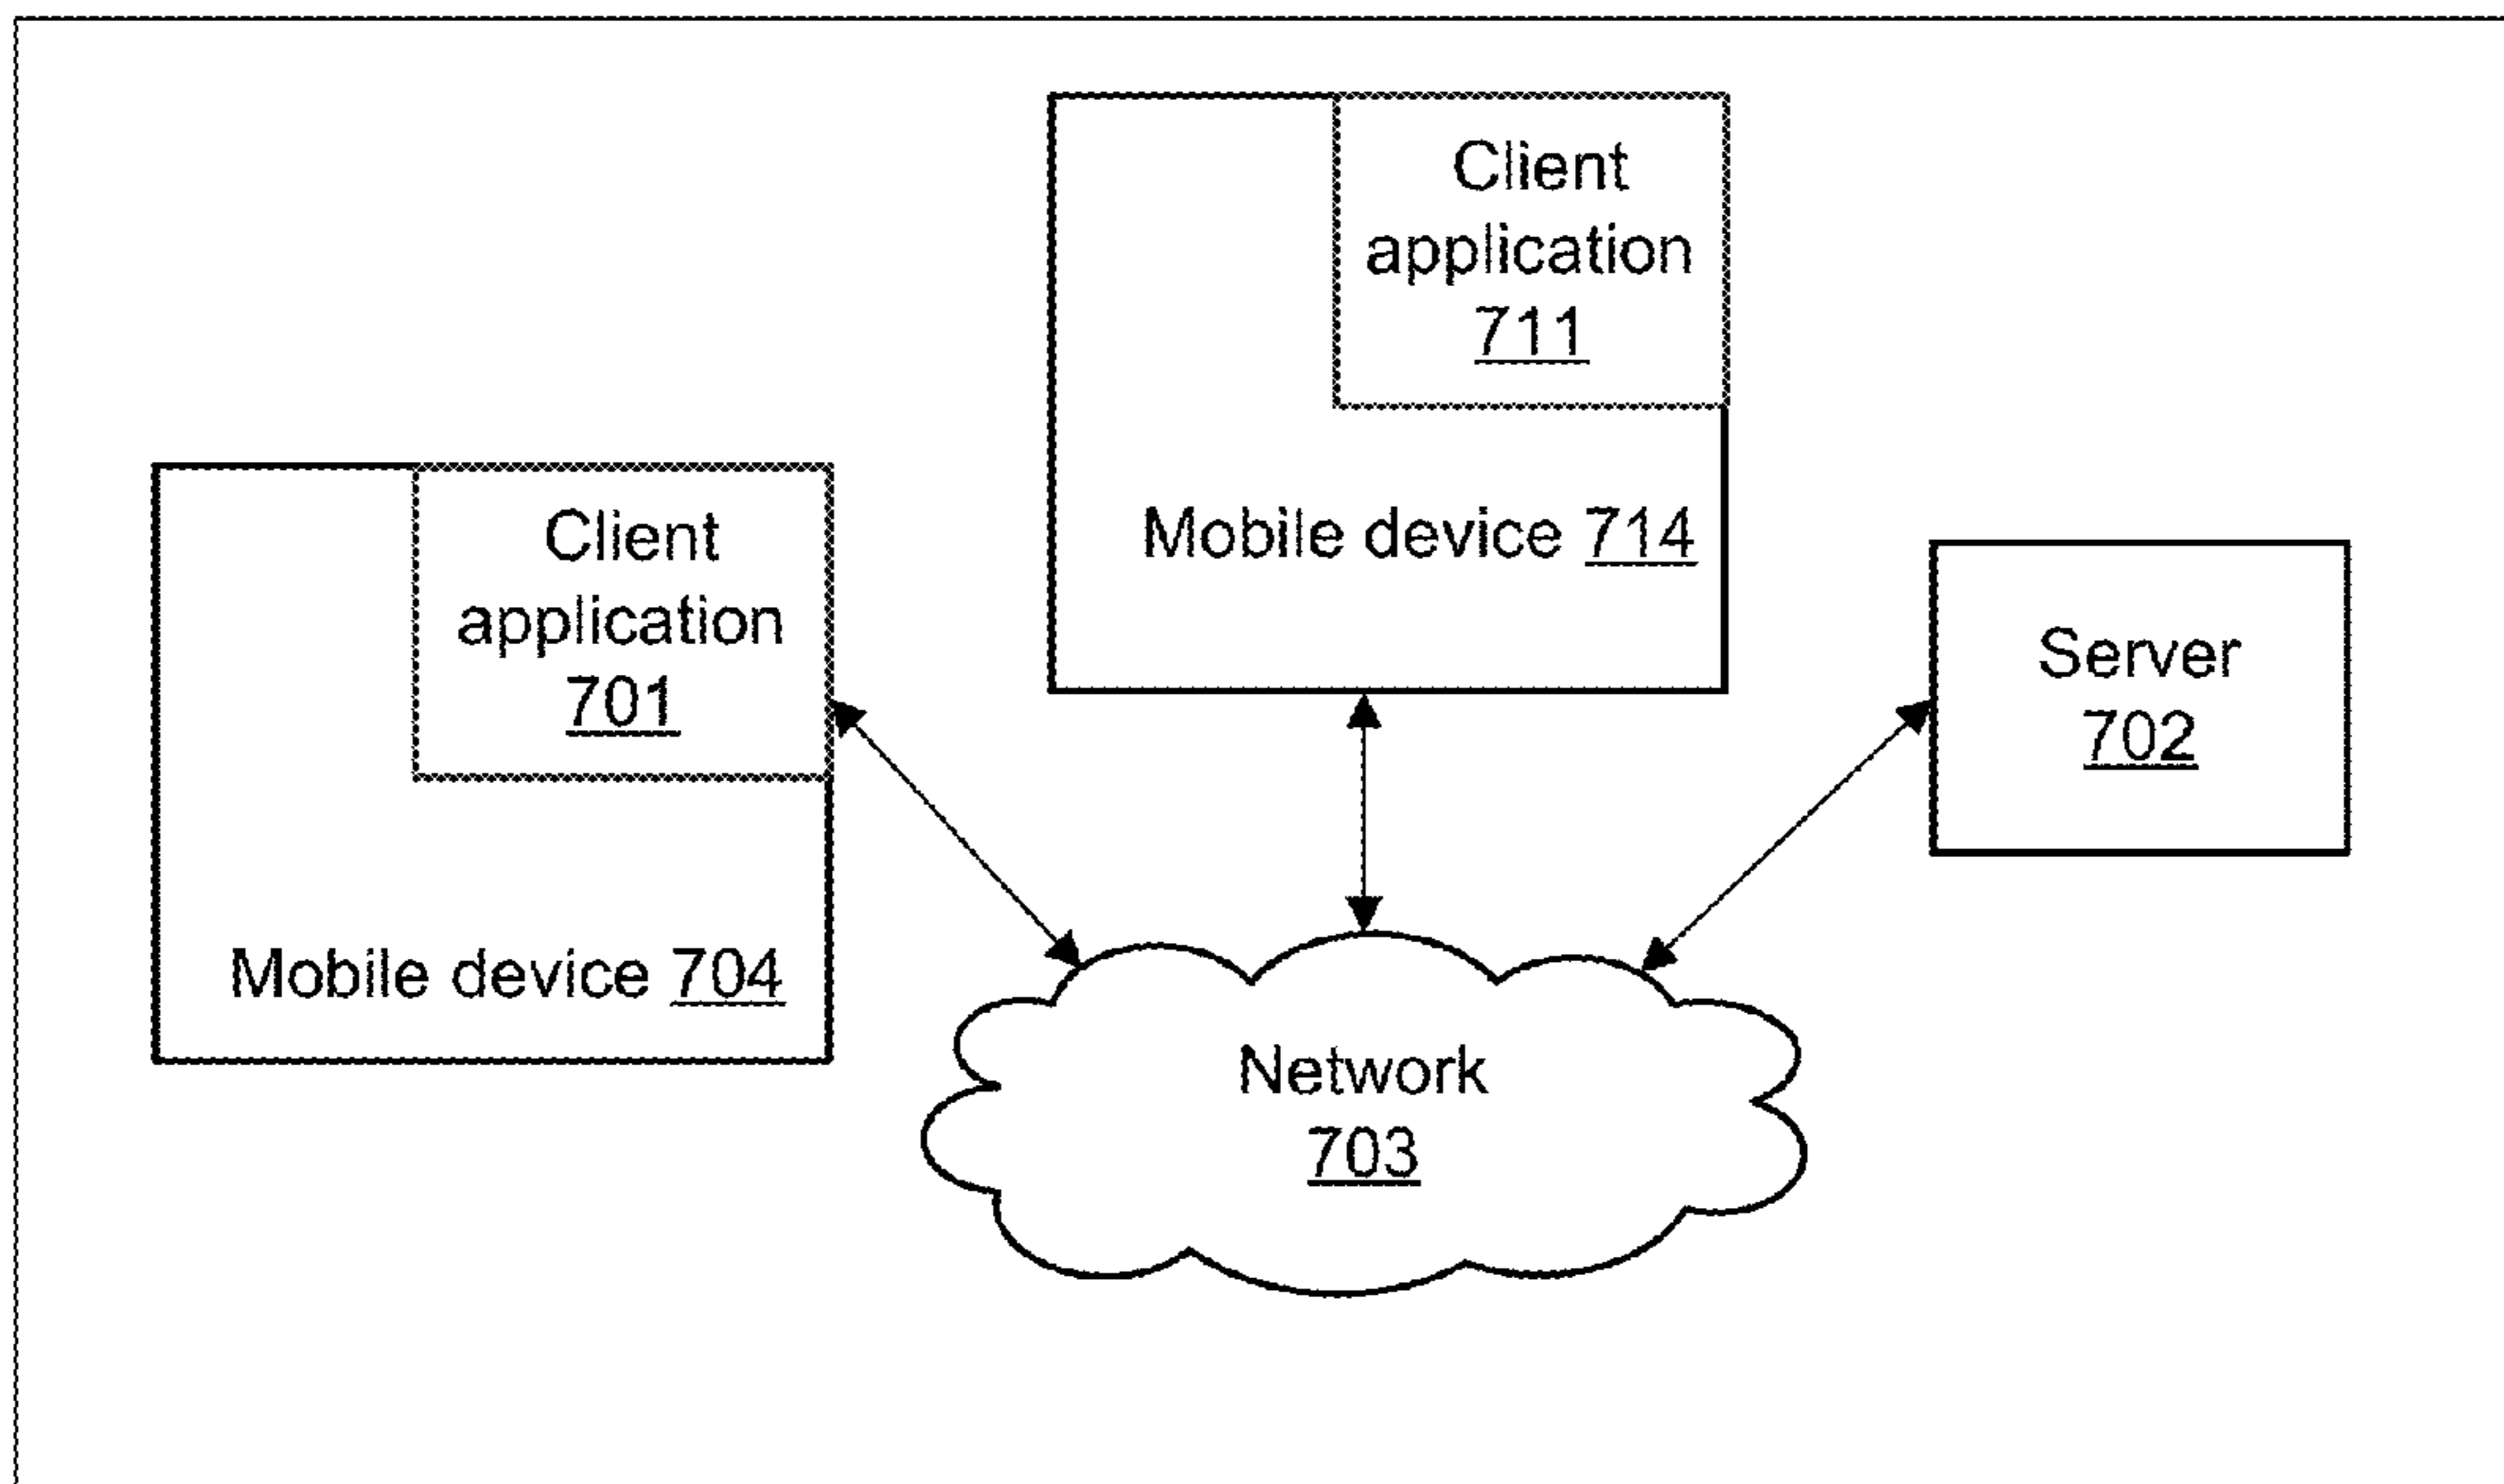 Client
application
711
Mobile device 714
Client
application
701
Mobile device 704
Server
702
Network
703